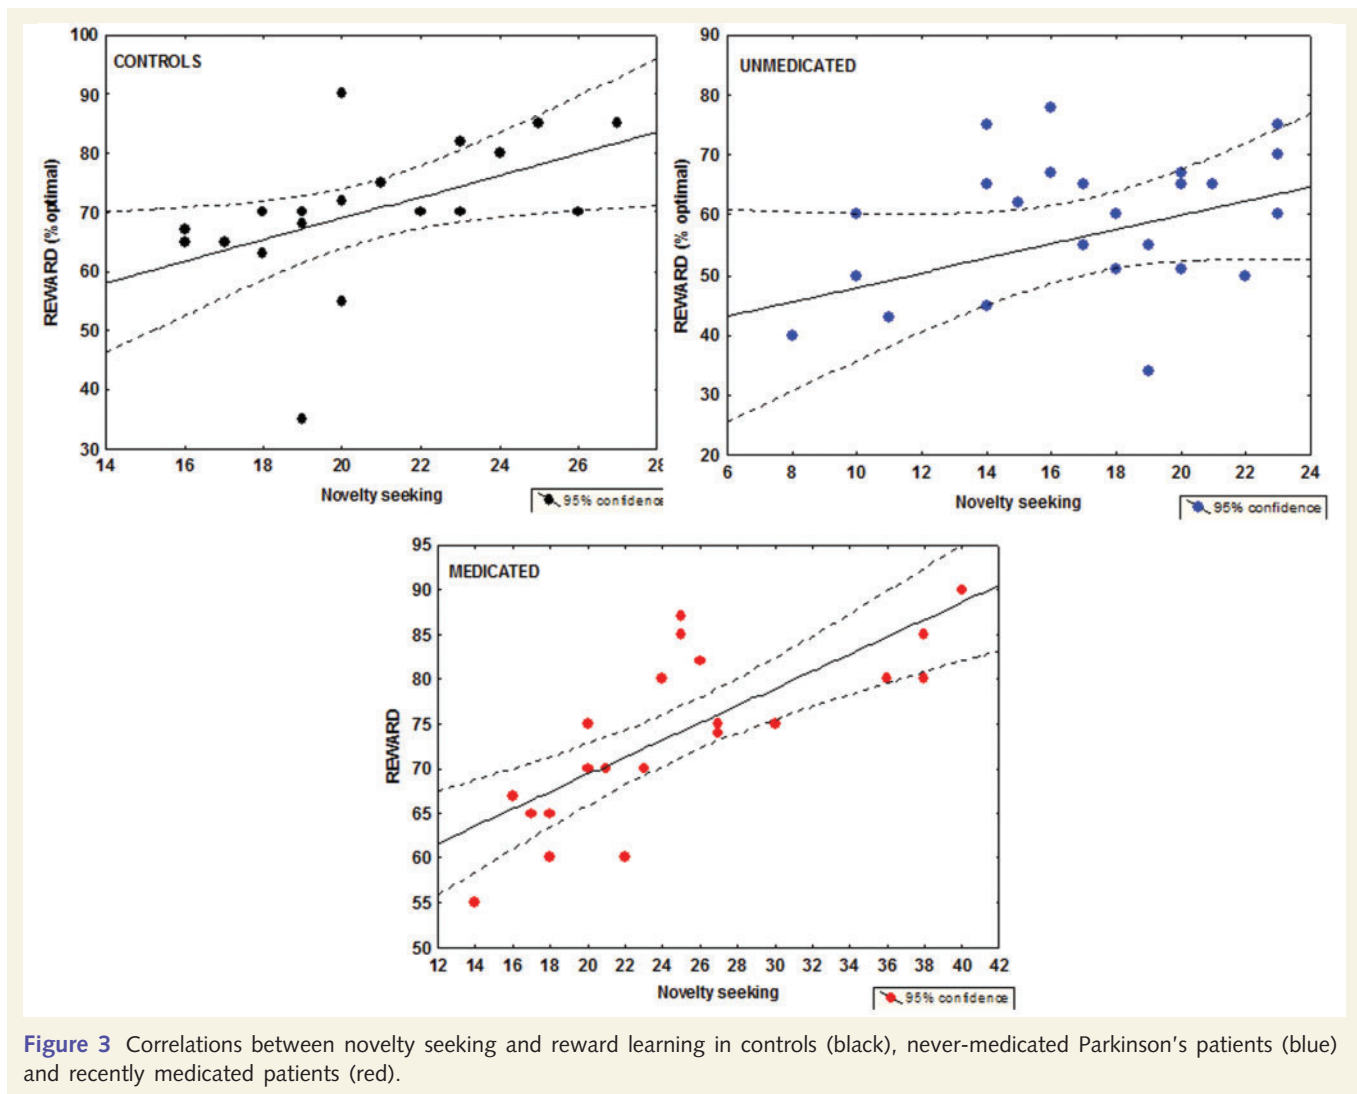 CONTROLS
REWARD (% optimal)
100
90
80
70
60
50
40
30
14 16 18 20 22 24 26 28
Novelty seeking
95% confidence
UNMEDICATED
REWARD (% optimal)
90
80
70
60
50
40
30
20
6 8 10 12 14 16 18 20 22 24
Novelty seeking
95% confidence
MEDICATED
REWARD
95
90
85
80
75
70
65
60
55
50
12 14 16 18 20 22 24 26 28 30 32 34 36 38 40 42
Novelty seeking
95% confidence
Figure 3 Correlations between novelty seeking and reward learning in controls (black), never-medicated Parkinson's patients (blue)
and recently medicated patients (red).